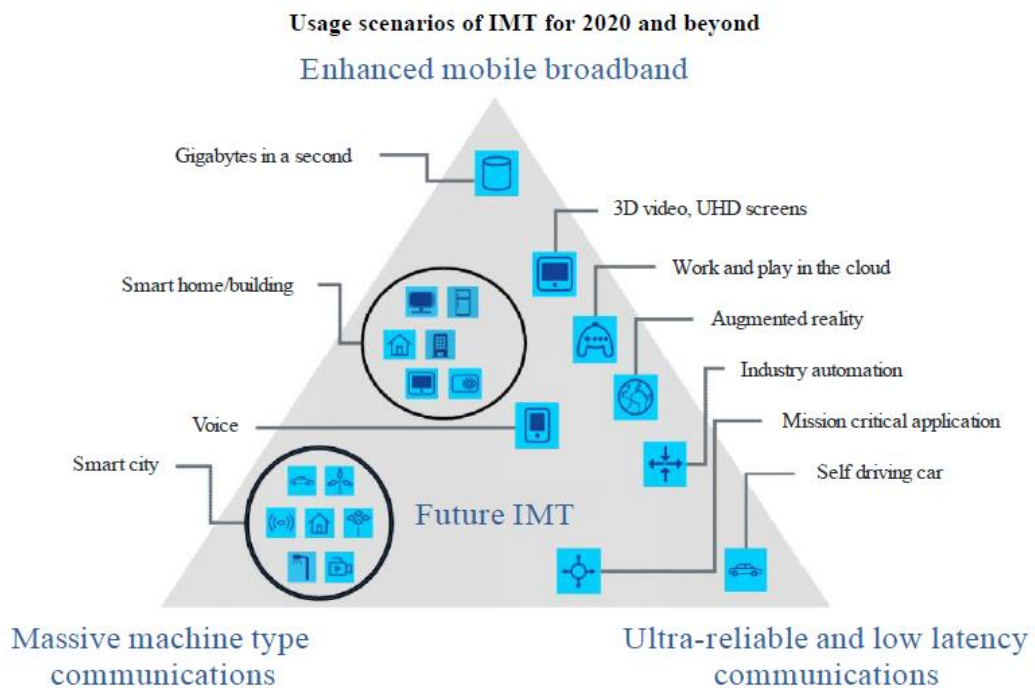 Usage scenarios of IMT for 2020 and beyond
Enhanced mobile broadband
Gigabytes in a second
3D video, UHD screens
Work and play in the cloud
Smart home/building
Augmented reality
Industry automation
Mission critical application
Voice
Smart city
Self driving car
Future IMT
Massive machine type
communications
Ultra-reliable and low latency
communications